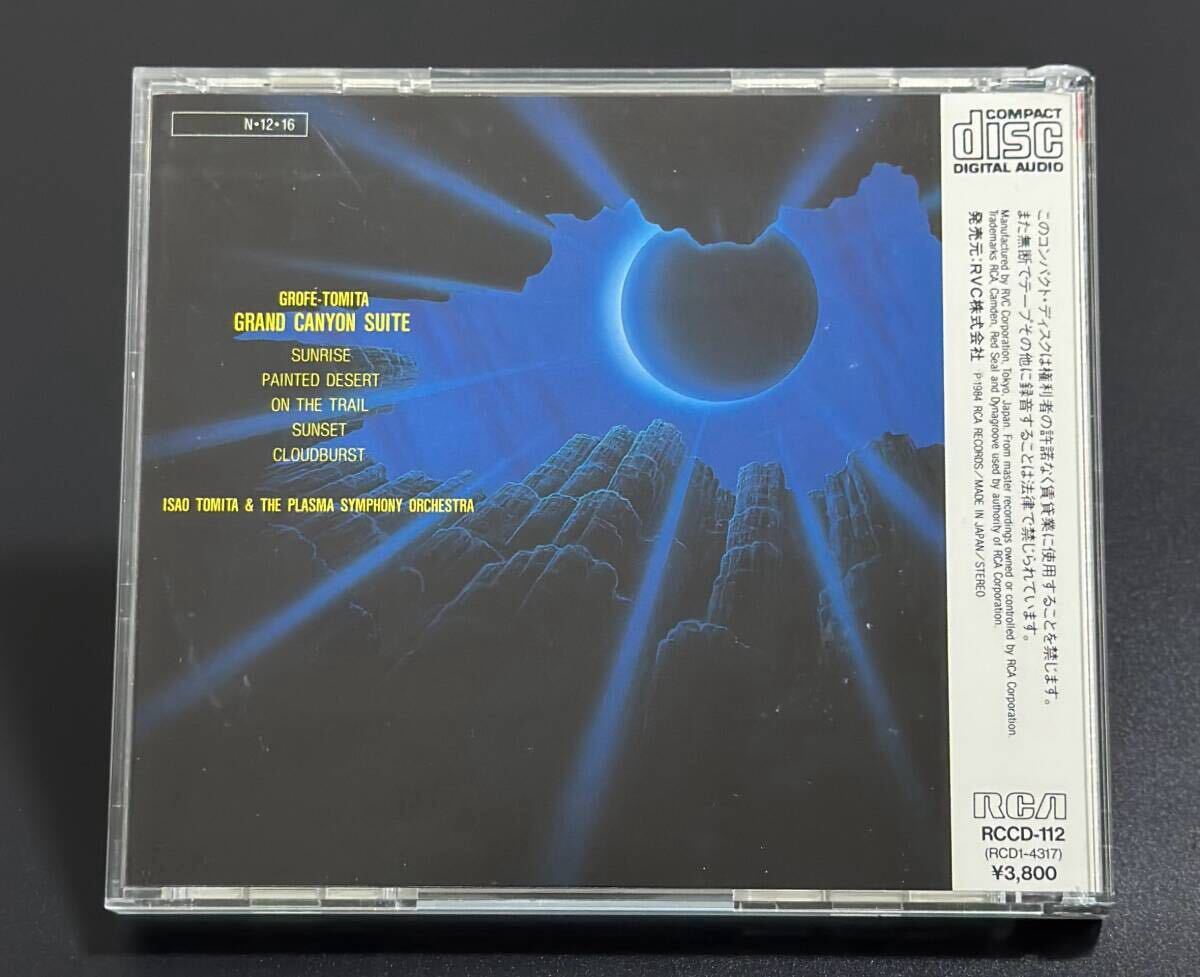 N・12・16
GROFE-TOMITA
GRAND CANYON SUITE
SUNRISE
PAINTED DESERT
ON THE TRAIL
SUNSET
CLOUDBURST
ISAO TOMITA & THE PLASMA SYMPHONY ORCHESTRA
COMPACT
disc
DIGITAL AUDIO
このコンパクト・ディスクは権利者の許諾なく賃貸業に使用することを禁じます。
また無断でテープその他に録音することは法律で禁じられています。
Manufactured by RVC Corporation, Tokyo, Japan. From master recordings owned or controlled by RCA Corporation.
Trademarks RCA, Camden, Red Seal and Dynagroove used by authority of RCA Corporation.
発売元:RVC株式会社 ℗1984 RCA RECORDS/MADE IN JAPAN/STEREO
RCA
RCCD-112
(RCD1-4317)
¥3,800